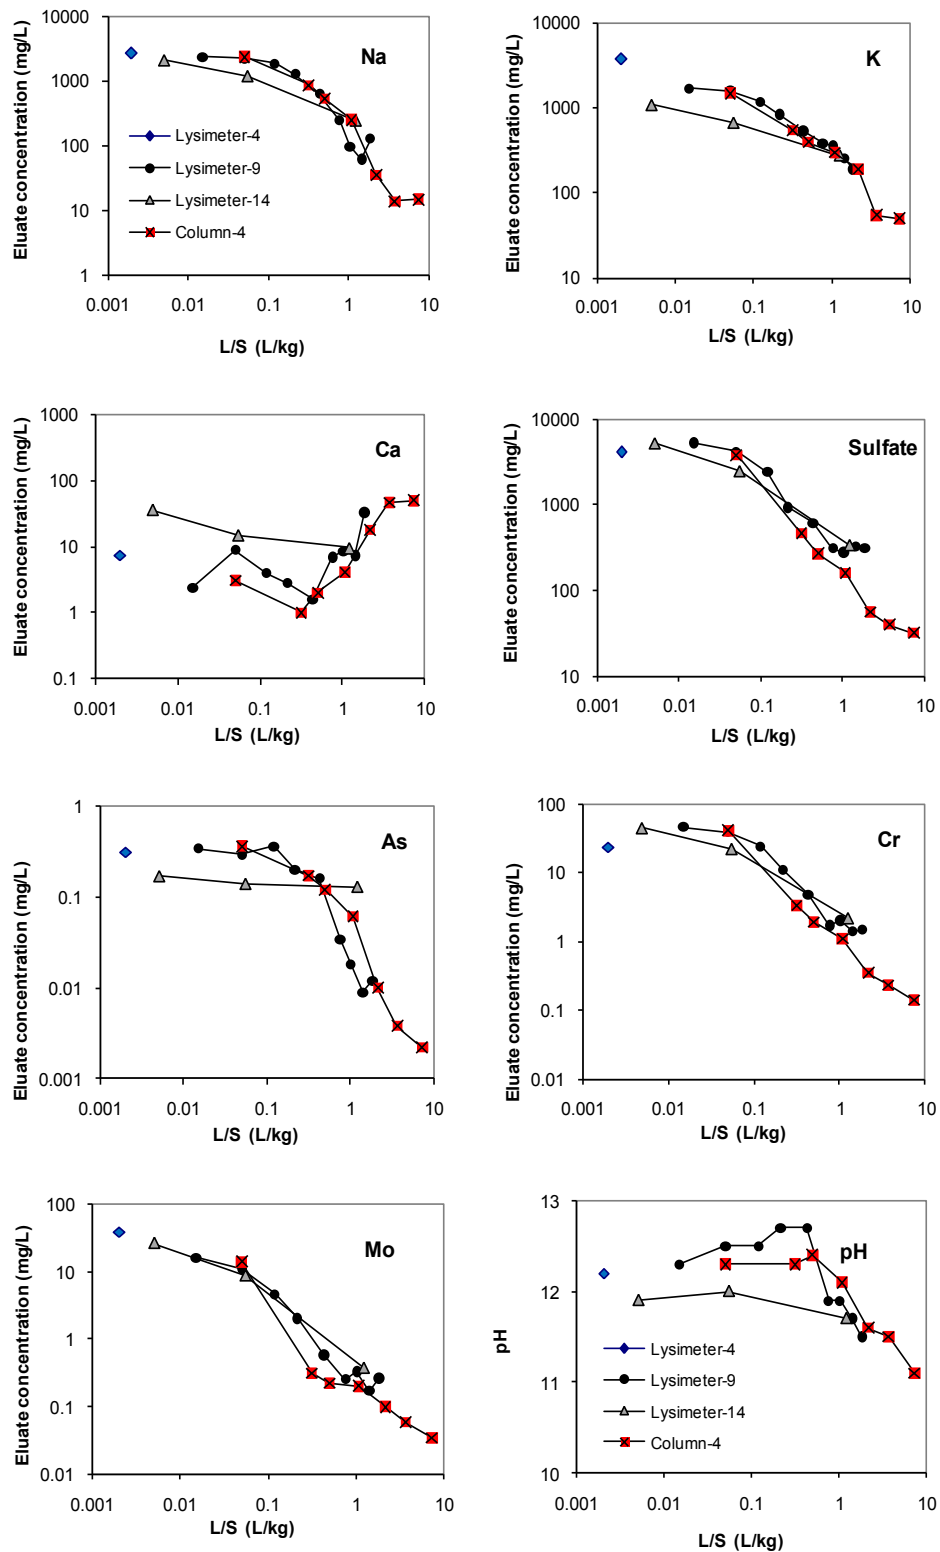 Eluate concentration (mg/L)
10000
1000
100
10
1
Na
Lysimeter-4
Lysimeter-9
Lysimeter-14
Column-4
0.001 0.01 0.1 1 10
L/S (L/kg)
Eluate concentration (mg/L)
10000
1000
100
10
K
0.001 0.01 0.1 1 10
L/S (L/kg)
Eluate concentration (mg/L)
1000
100
10
1
0.1
Ca
0.001 0.01 0.1 1 10
L/S (L/kg)
Eluate concentration (mg/L)
10000
1000
100
10
Sulfate
0.001 0.01 0.1 1 10
L/S (L/kg)
Eluate concentration (mg/L)
1
0.1
0.01
0.001
As
0.001 0.01 0.1 1 10
L/S (L/kg)
Eluate concentration (mg/L)
100
10
1
0.1
0.01
Cr
0.001 0.01 0.1 1 10
L/S (L/kg)
Eluate concentration (mg/L)
100
10
1
0.1
0.01
Mo
0.001 0.01 0.1 1 10
L/S (L/kg)
pH
13
12
11
10
pH
Lysimeter-4
Lysimeter-9
Lysimeter-14
Column-4
0.001 0.01 0.1 1 10
L/S (L/kg)